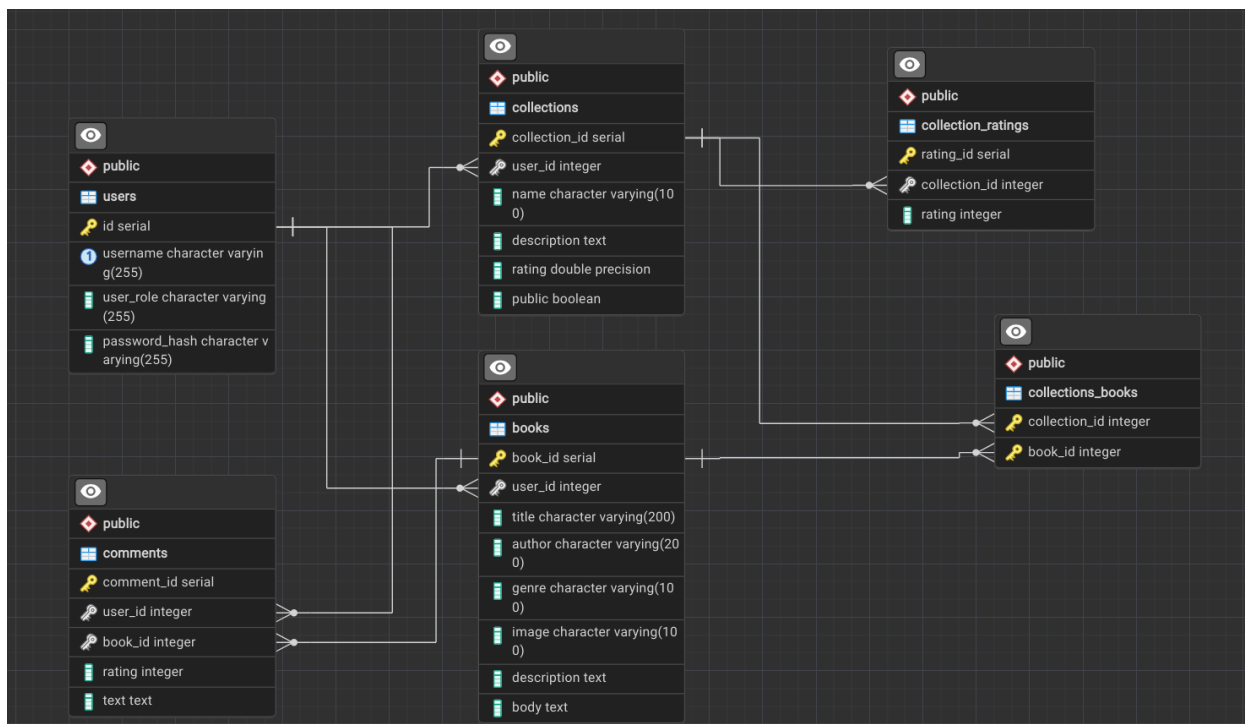 public
users
id serial
username character varyin
g(255)
user_role character varying
(255)
password_hash character v
arying(255)
public
comments
comment_id serial
user_id integer
book_id integer
rating integer
text text
public
collections
collection_id serial
user_id integer
name character varying(10
0)
description text
rating double precision
public boolean
public
books
book_id serial
user_id integer
title character varying(200)
author character varying(20
0)
genre character varying(10
0)
image character varying(10
0)
description text
body text
public
collection_ratings
rating_id serial
collection_id integer
rating integer
public
collections_books
collection_id integer
book_id integer